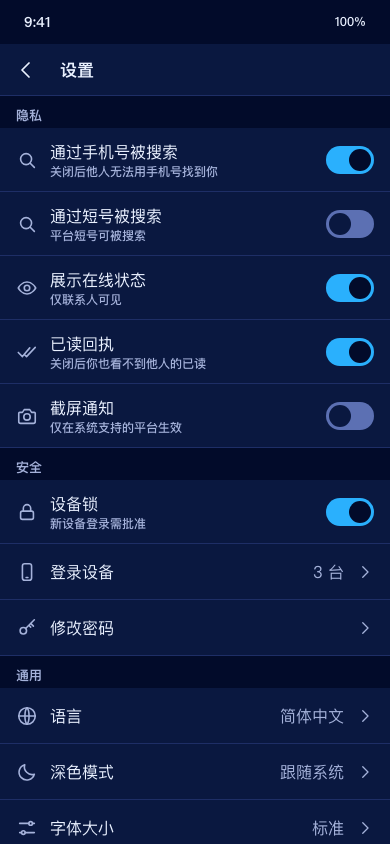 9:41
100%
设置
隐私
通过手机号被搜索
关闭后他人无法用手机号找到你
通过短号被搜索
平台短号可被搜索
展示在线状态
仅联系人可见
已读回执
关闭后你也看不到他人的已读
截屏通知
仅在系统支持的平台生效
安全
设备锁
新设备登录需批准
登录设备
3 台
修改密码
通用
语言
简体中文
深色模式
跟随系统
字体大小
标准